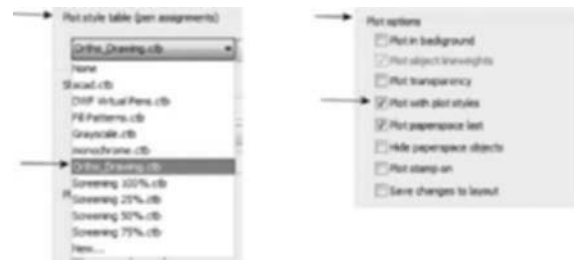 Plot style table (pen assignments)
Ortho_Drawing.ctb
None
acad.ctb
DWF Virtual Pens.ctb
Fill Patterns.ctb
Grayscale.ctb
monochrome.ctb
Ortho_Drawing.ctb
Screening 100%.ctb
Screening 25%.ctb
Screening 50%.ctb
Screening 75%.ctb
New...
Plot options
Plot in background
Plot object lineweights
Plot transparency
Plot with plot styles
Plot paperspace last
Hide paperspace objects
Plot stamp on
Save changes to layout